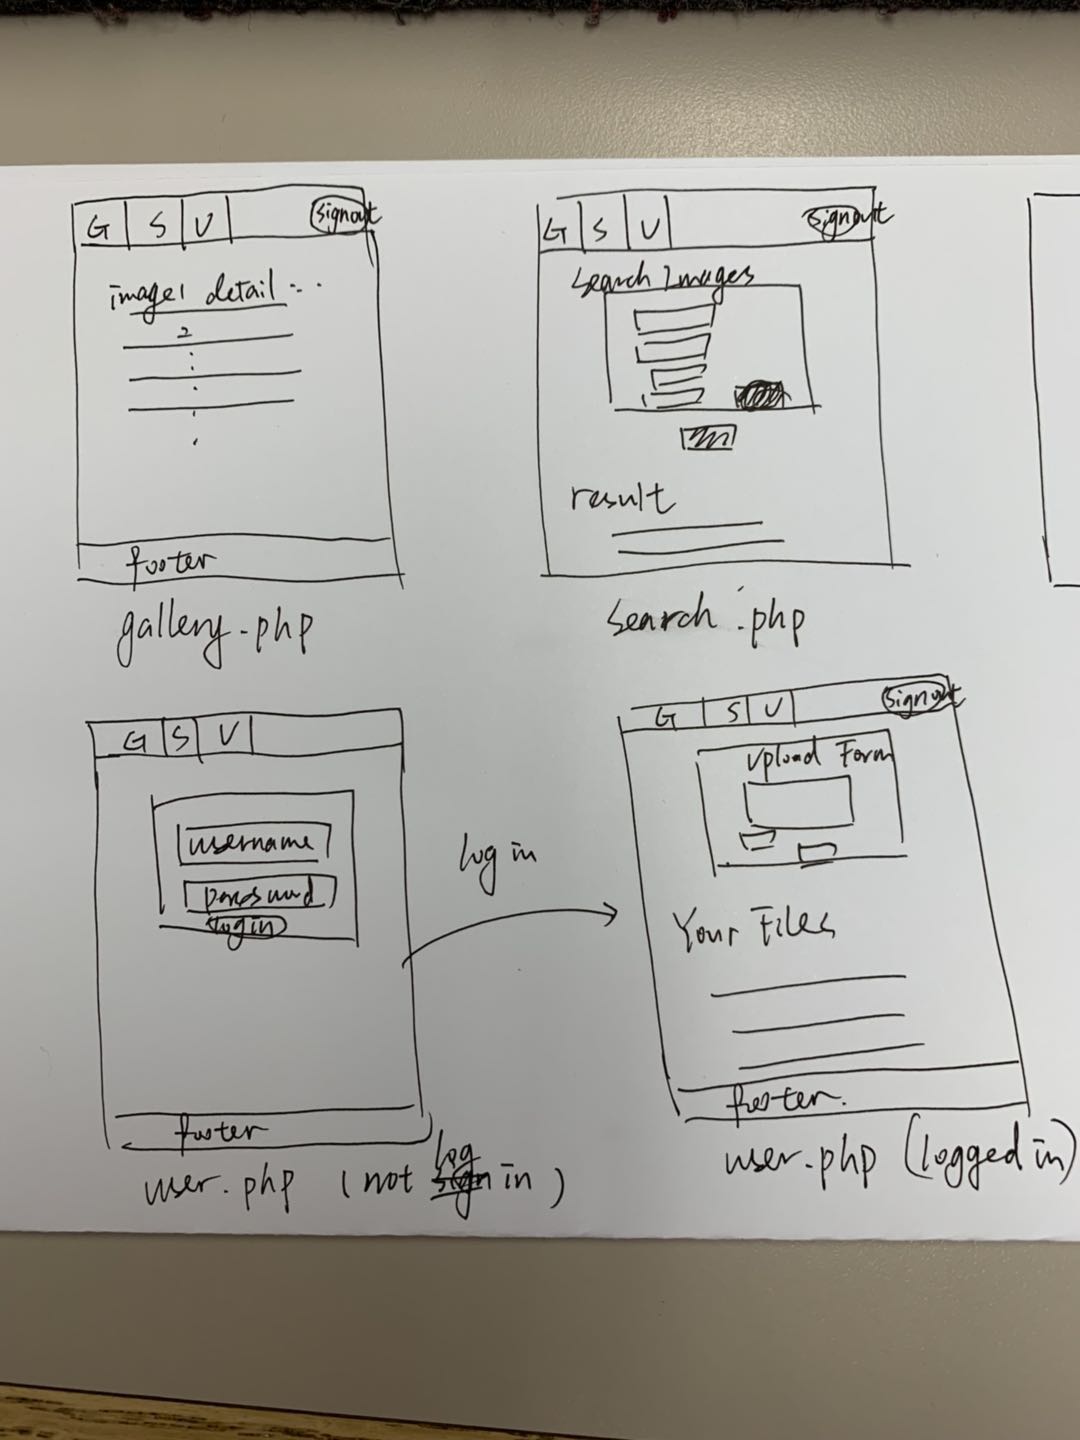 G S U signout
image1 detail ...
2
footer
gallery.php
G S U signout
Search Images
result
search.php
G S U
username
password
login
footer
user.php (not log in)
log in
G S U signout
Upload Form
Your Files
footer.
user.php (logged in)